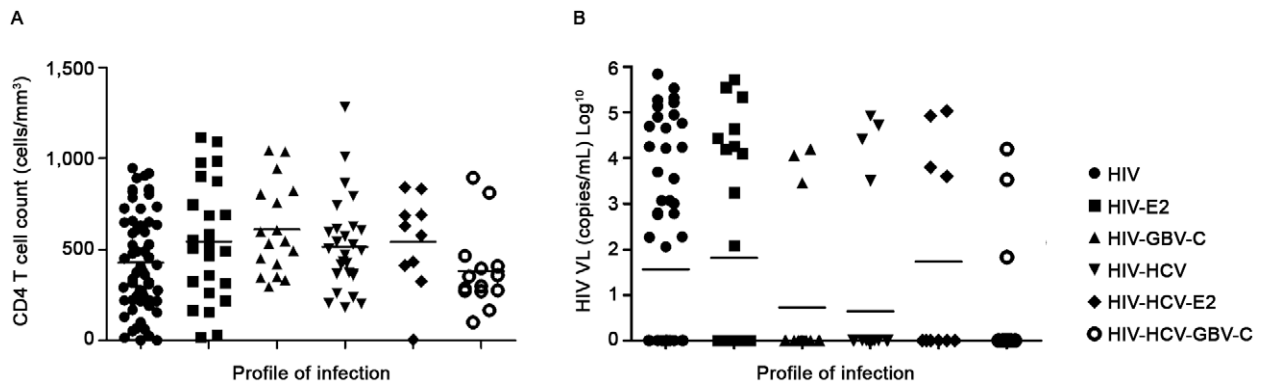 A
CD4 T cell count (cells/mm³)
1,500
1,000
500
0
Profile of infection
B
HIV VL (copies/mL) Log¹⁰
6
5
4
3
2
1
0
Profile of infection
HIV
HIV-E2
HIV-GBV-C
HIV-HCV
HIV-HCV-E2
HIV-HCV-GBV-C